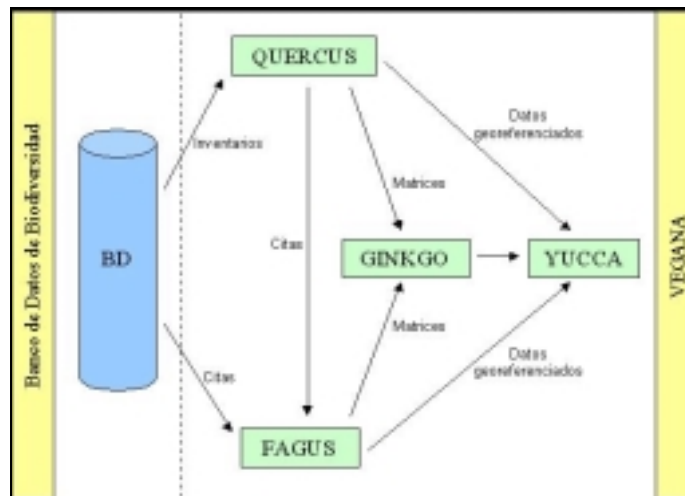 Banco de Datos de Biodiversidad
BD
QUERCUS
Inventarios
Datos
georeferenciados
Matrices
Citas
GINKGO
YUCCA
Matrices
Citas
Datos
georeferenciados
FAGUS
VEGANA